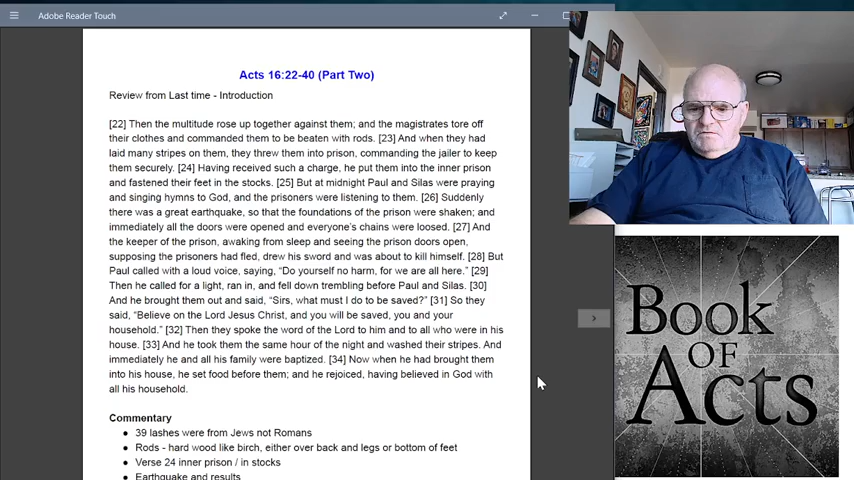 Adobe Reader Touch
Acts 16:22-40 (Part Two)
Review from Last time - Introduction
[22] Then the multitude rose up together against them; and the magistrates tore off
their clothes and commanded them to be beaten with rods. [23] And when they had
laid many stripes on them, they threw them into prison, commanding the jailer to keep
them securely. [24] Having received such a charge, he put them into the inner prison
and fastened their feet in the stocks. [25] But at midnight Paul and Silas were praying
and singing hymns to God, and the prisoners were listening to them. [26] Suddenly
there was a great earthquake, so that the foundations of the prison were shaken; and
immediately all the doors were opened and everyone's chains were loosed. [27] And
the keeper of the prison, awaking from sleep and seeing the prison doors open,
supposing the prisoners had fled, drew his sword and was about to kill himself. [28] But
Paul called with a loud voice, saying, “Do yourself no harm, for we are all here.” [29]
Then he called for a light, ran in, and fell down trembling before Paul and Silas. [30]
And he brought them out and said, “Sirs, what must I do to be saved?” [31] So they
said, “Believe on the Lord Jesus Christ, and you will be saved, you and your
household.” [32] Then they spoke the word of the Lord to him and to all who were in his
house. [33] And he took them the same hour of the night and washed their stripes. And
immediately he and all his family were baptized. [34] Now when he had brought them
into his house, he set food before them; and he rejoiced, having believed in God with
all his household.
Commentary
• 39 lashes were from Jews not Romans
• Rods - hard wood like birch, either over back and legs or bottom of feet
• Verse 24 inner prison / in stocks
• Earthquake and results
Book
OF
Acts